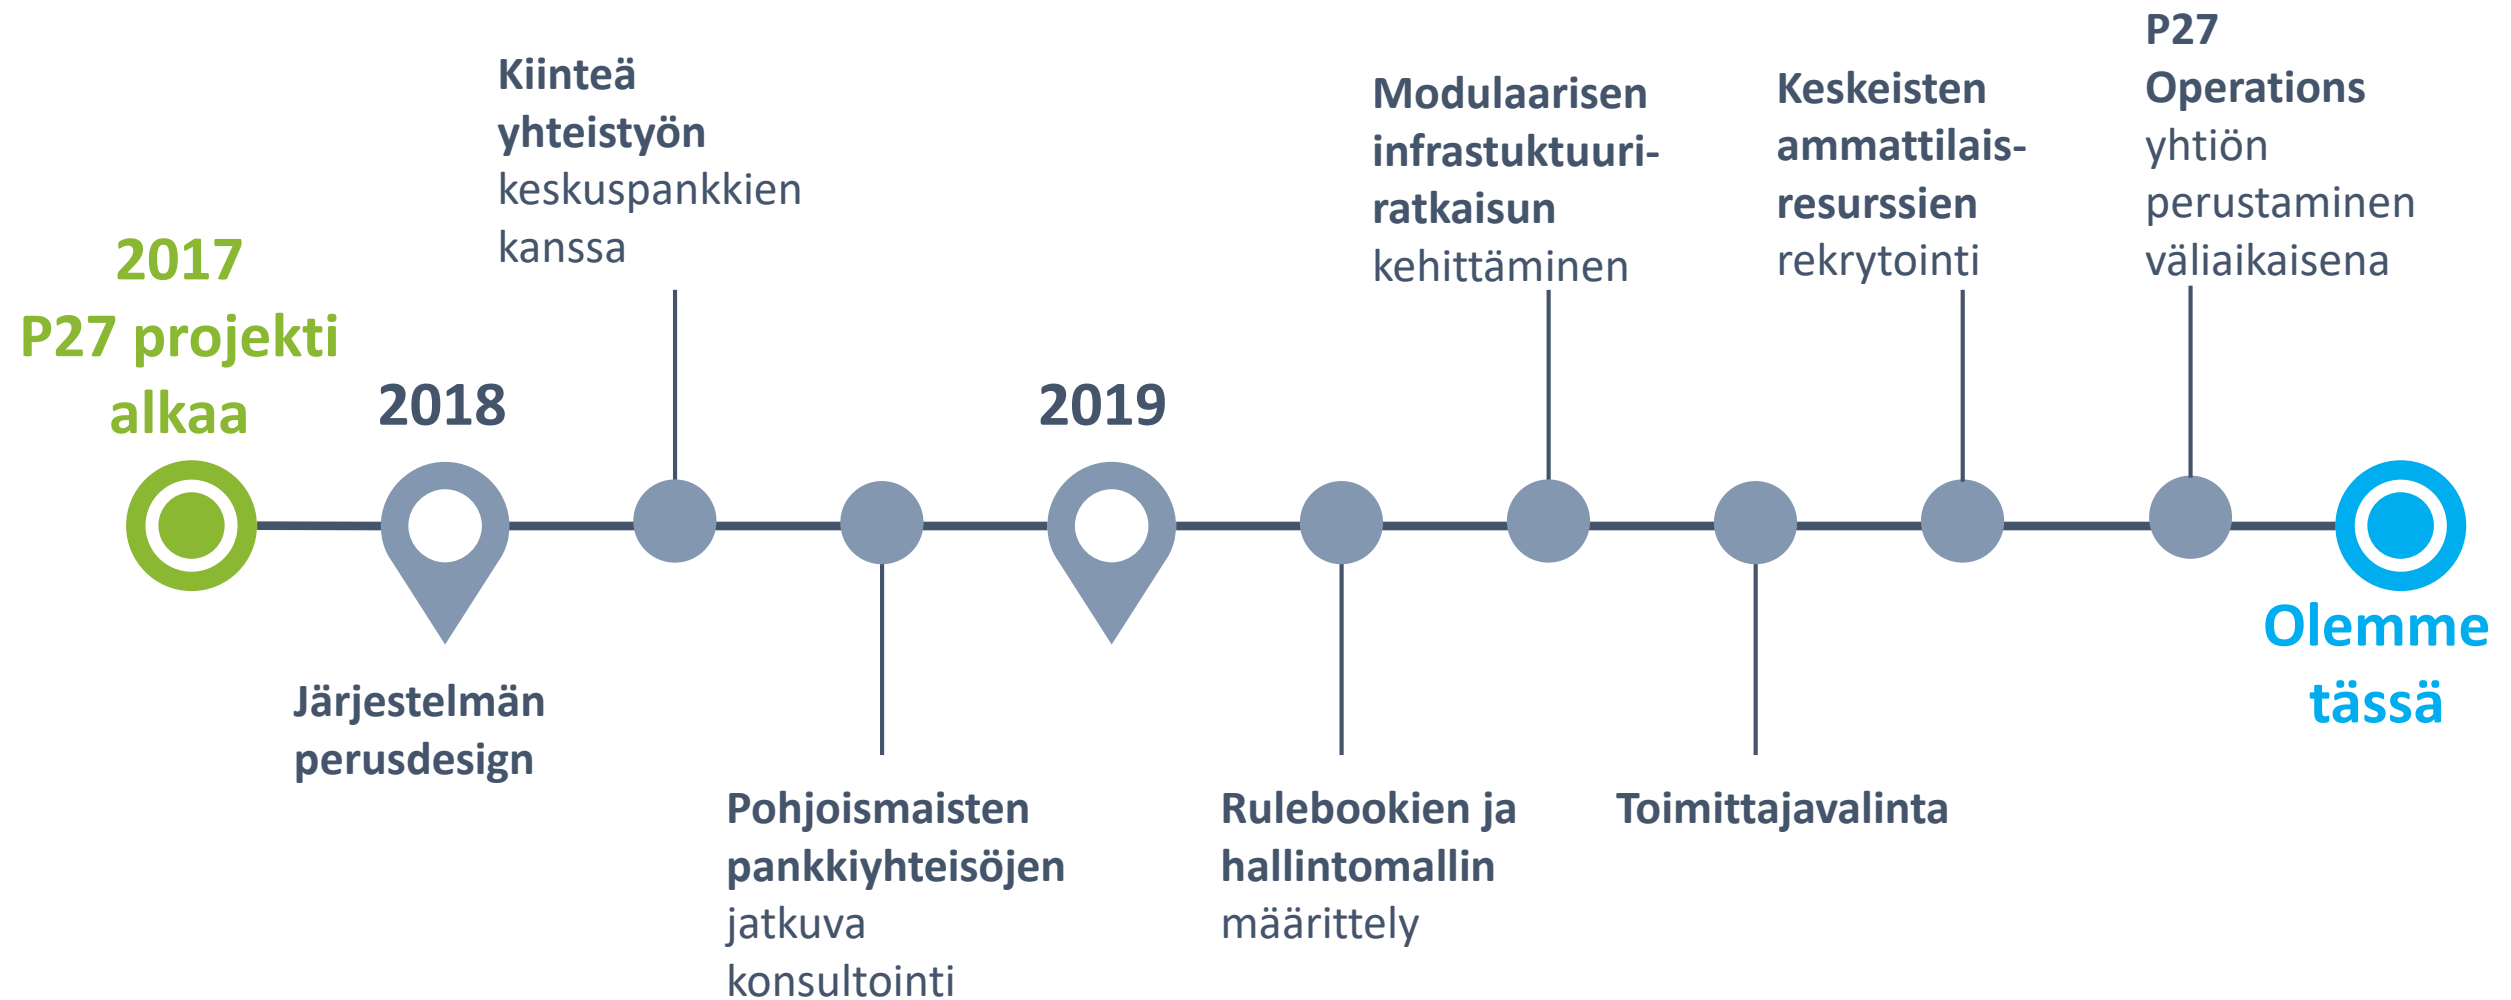 2017
P27 projekti
alkaa
2018
Järjestelmän
perusdesign
Kiinteä
yhteistyön
keskuspankkien
kanssa
Pohjoismaisten
pankkiyhteisöjen
jatkuva
konsultointi
2019
Rulebookien ja
hallintomallin
määrittely
Modulaarisen
infrastuktuuri-
ratkaisun
kehittäminen
Toimittajavalinta
Keskeisten
ammattilais-
resurssien
rekrytointi
P27
Operations
yhtiön
perustaminen
väliaikaisena
Olemme
tässä